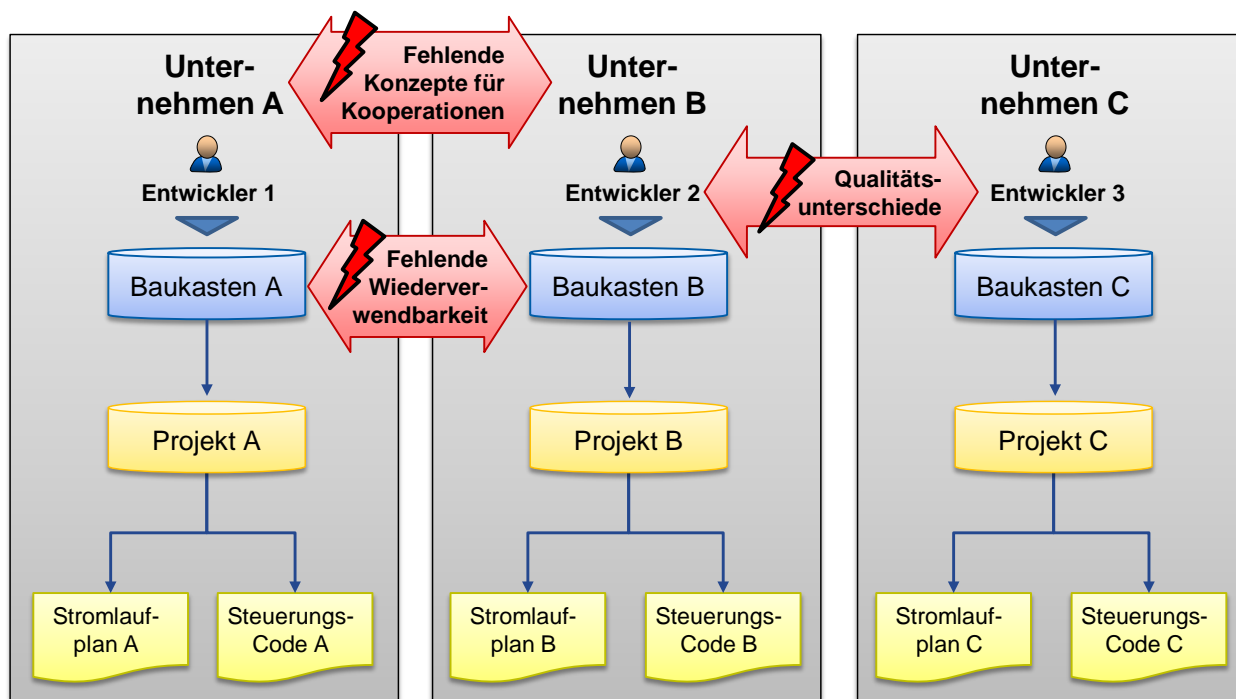 Unter-
nehmen A
Fehlende
Konzepte für
Kooperationen
Unter-
nehmen B
Unter-
nehmen C
Entwickler 1
Entwickler 2
Qualitäts-
unterschiede
Entwickler 3
Baukasten A
Fehlende
Wiederver-
wendbarkeit
Baukasten B
Baukasten C
Projekt A
Projekt B
Projekt C
Stromlauf-
plan A
Steuerungs-
Code A
Stromlauf-
plan B
Steuerungs-
Code B
Stromlauf-
plan C
Steuerungs-
Code C